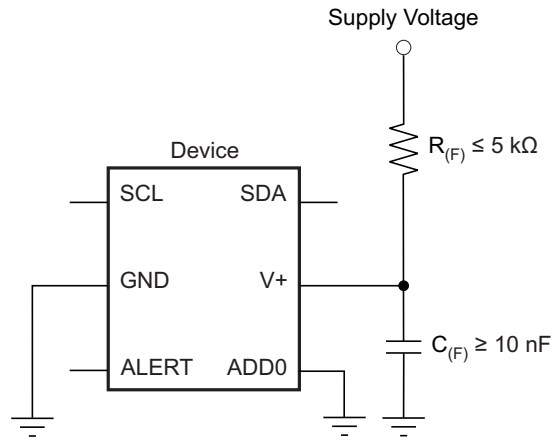 Supply Voltage
R(F) ≤ 5 kΩ
Device
SCL
SDA
GND
V+
C(F) ≥ 10 nF
ALERT
ADD0